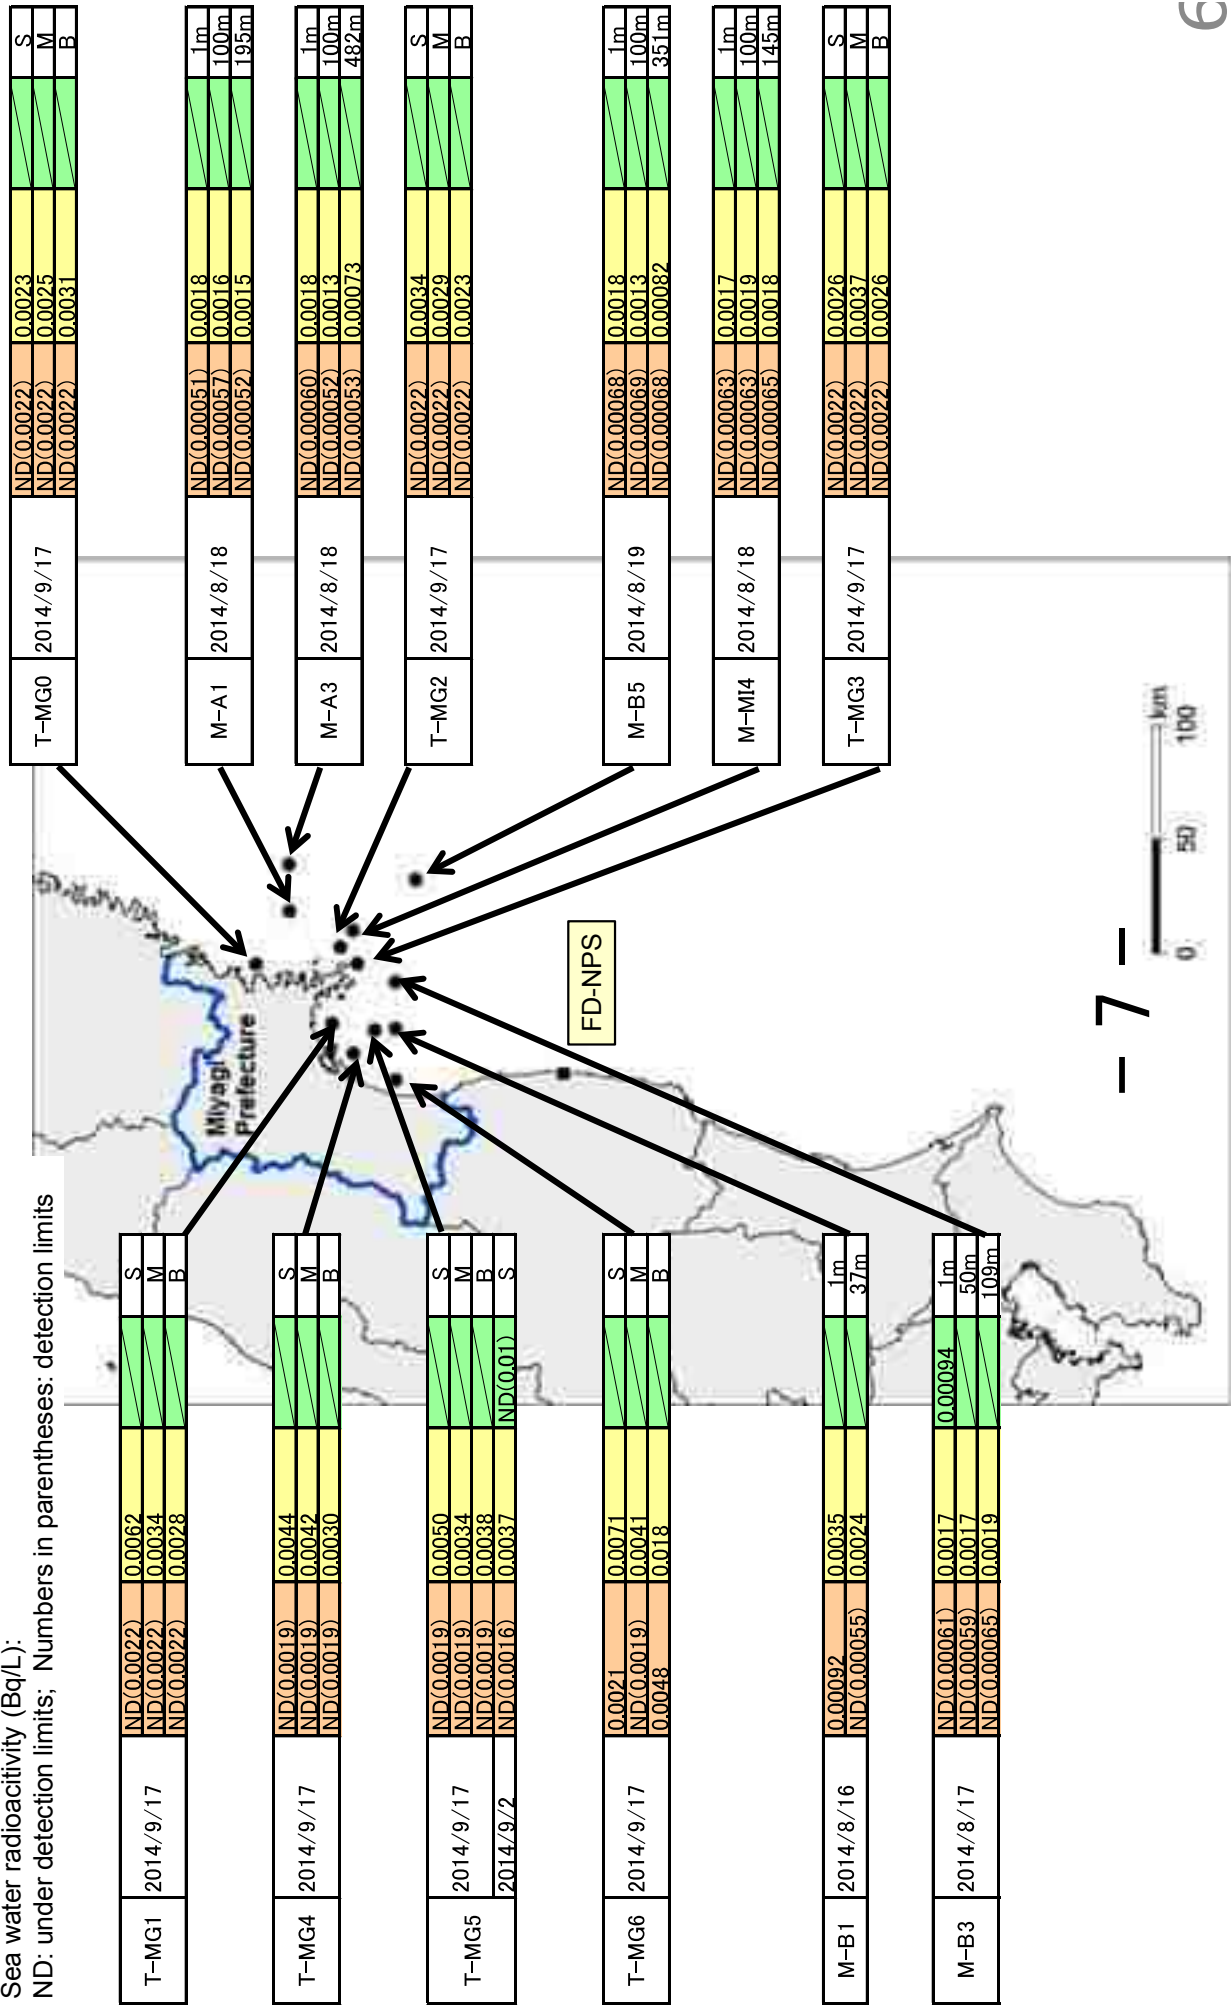 Sea water radioacitivity (Bq/L):
ND: under detection limits; Numbers in parentheses: detection limits
T-MG1 2014/9/17 ND(0.0022) 0.0062 S
ND(0.0022) 0.0034 M
ND(0.0022) 0.0028 B
T-MG4 2014/9/17 ND(0.0019) 0.0044 S
ND(0.0019) 0.0042 M
ND(0.0019) 0.0030 B
T-MG5 2014/9/17 ND(0.0019) 0.0050 S
ND(0.0019) 0.0034 M
ND(0.0019) 0.0038 B
2014/9/2 ND(0.0016) 0.0037 ND(0.01) S
T-MG6 2014/9/17 0.0021 0.0071 S
ND(0.0019) 0.0041 M
0.0048 0.018 B
M-B1 2014/8/16 0.00092 0.0035 1m
ND(0.00055) 0.0024 37m
M-B3 2014/8/17 ND(0.00061) 0.0017 0.00094 1m
ND(0.00059) 0.0017 50m
ND(0.00065) 0.0019 109m
Miyagi
Prefecture
FD-NPS
0 50 100
km
T-MG0 2014/9/17 ND(0.0022) 0.0023 S
ND(0.0022) 0.0025 M
ND(0.0022) 0.0031 B
M-A1 2014/8/18 ND(0.00051) 0.0018 1m
ND(0.00057) 0.0016 100m
ND(0.00052) 0.0015 195m
M-A3 2014/8/18 ND(0.00060) 0.0018 1m
ND(0.00052) 0.0013 100m
ND(0.00053) 0.00073 482m
T-MG2 2014/9/17 ND(0.0022) 0.0034 S
ND(0.0022) 0.0029 M
ND(0.0022) 0.0023 B
M-B5 2014/8/19 ND(0.00068) 0.0018 1m
ND(0.00069) 0.0013 100m
ND(0.00068) 0.00082 351m
M-MI4 2014/8/18 ND(0.00063) 0.0017 1m
ND(0.00063) 0.0019 100m
ND(0.00065) 0.0018 145m
T-MG3 2014/9/17 ND(0.0022) 0.0026 S
ND(0.0022) 0.0037 M
ND(0.0022) 0.0026 B
- 7 -
6